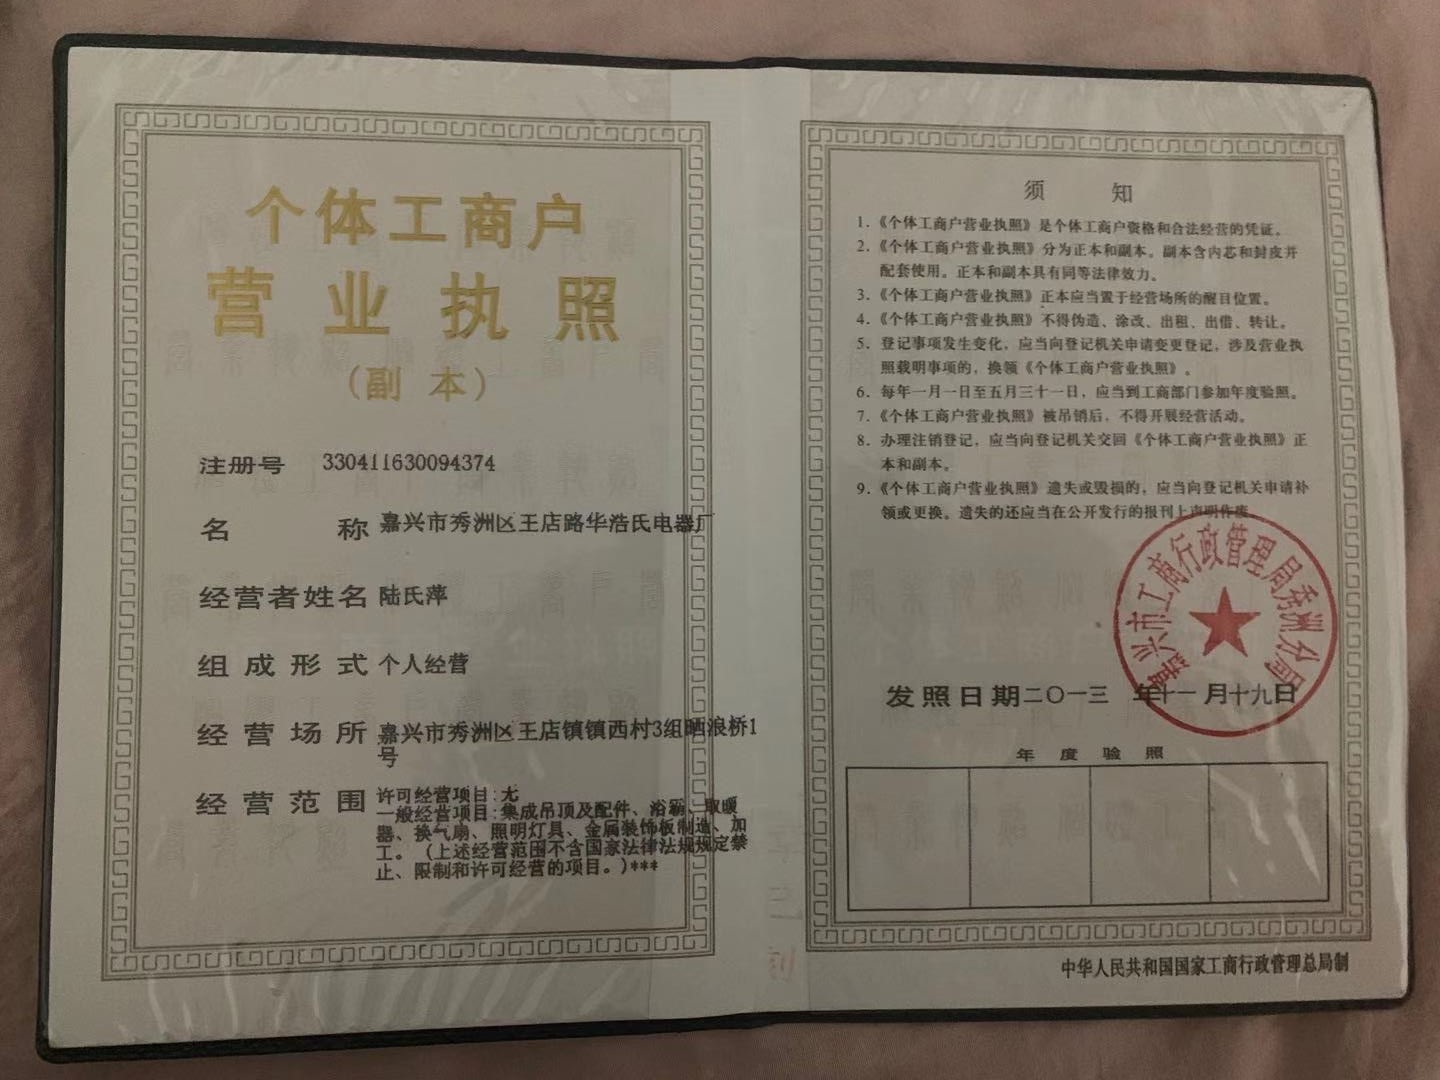 个体工商户
营业执照
（副本）
注册号 330411630094374
名称 嘉兴市秀洲区王店路华浩氏电器厂
经营者姓名 陆氏萍
组成形式 个人经营
经营场所 嘉兴市秀洲区王店镇镇西村3组晒浪桥1
号
经营范围 许可经营项目:无
一般经营项目:集成吊顶及配件、浴霸、取暖
器、换气扇、照明灯具、金属装饰板制造、加
工。（上述经营范围不含国家法律法规规定禁
止、限制和许可经营的项目。）***
须知
1.《个体工商户营业执照》是个体工商户资格和合法经营的凭证。
2.《个体工商户营业执照》分为正本和副本。副本含内芯和封皮并
配套使用。正本和副本具有同等法律效力。
3.《个体工商户营业执照》正本应当置于经营场所的醒目位置。
4.《个体工商户营业执照》不得伪造、涂改、出租、出借、转让。
5. 登记事项发生变化，应当向登记机关申请变更登记，涉及营业执
照载明事项的，换领《个体工商户营业执照》。
6. 每年一月一日至五月三十一日，应当到工商部门参加年度验照。
7.《个体工商户营业执照》被吊销后，不得开展经营活动。
8. 办理注销登记，应当向登记机关交回《个体工商户营业执照》正
本和副本。
9.《个体工商户营业执照》遗失或毁损的，应当向登记机关申请补
领或更换。遗失的还应当在公开发行的报刊上声明作废。
嘉兴市工商行政管理局秀洲分局
发照日期二〇一三 年十一月十九日
年度验照
中华人民共和国国家工商行政管理总局制